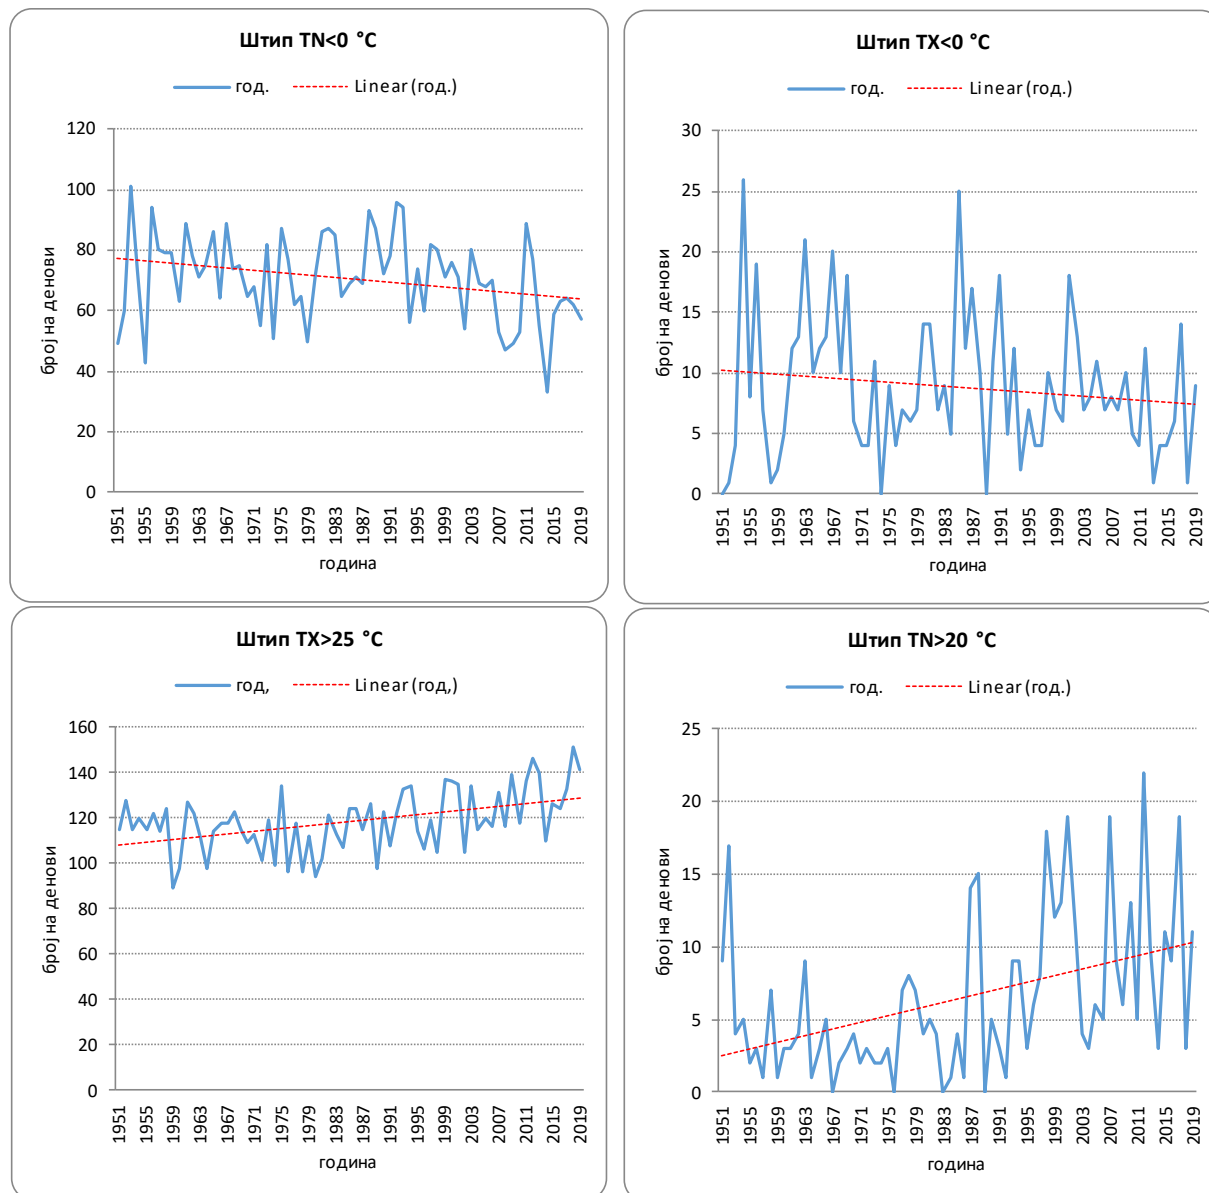 Штип TN<0 °C
год. Linear (год.)
120
100
80
60
40
20
0
број на денови
1951 1955 1959 1963 1967 1971 1975 1979 1983 1987 1991 1995 1999 2003 2007 2011 2015 2019
година
Штип TX<0 °C
год. Linear (год.)
30
25
20
15
10
5
0
број на денови
1951 1955 1959 1963 1967 1971 1975 1979 1983 1987 1991 1995 1999 2003 2007 2011 2015 2019
година
Штип TX>25 °C
год, Linear (год,)
160
140
120
100
80
60
40
20
0
број на денови
1951 1955 1959 1963 1967 1971 1975 1979 1983 1987 1991 1995 1999 2003 2007 2011 2015 2019
година
Штип TN>20 °C
год. Linear (год.)
25
20
15
10
5
0
број на денови
1951 1955 1959 1963 1967 1971 1975 1979 1983 1987 1991 1995 1999 2003 2007 2011 2015 2019
година